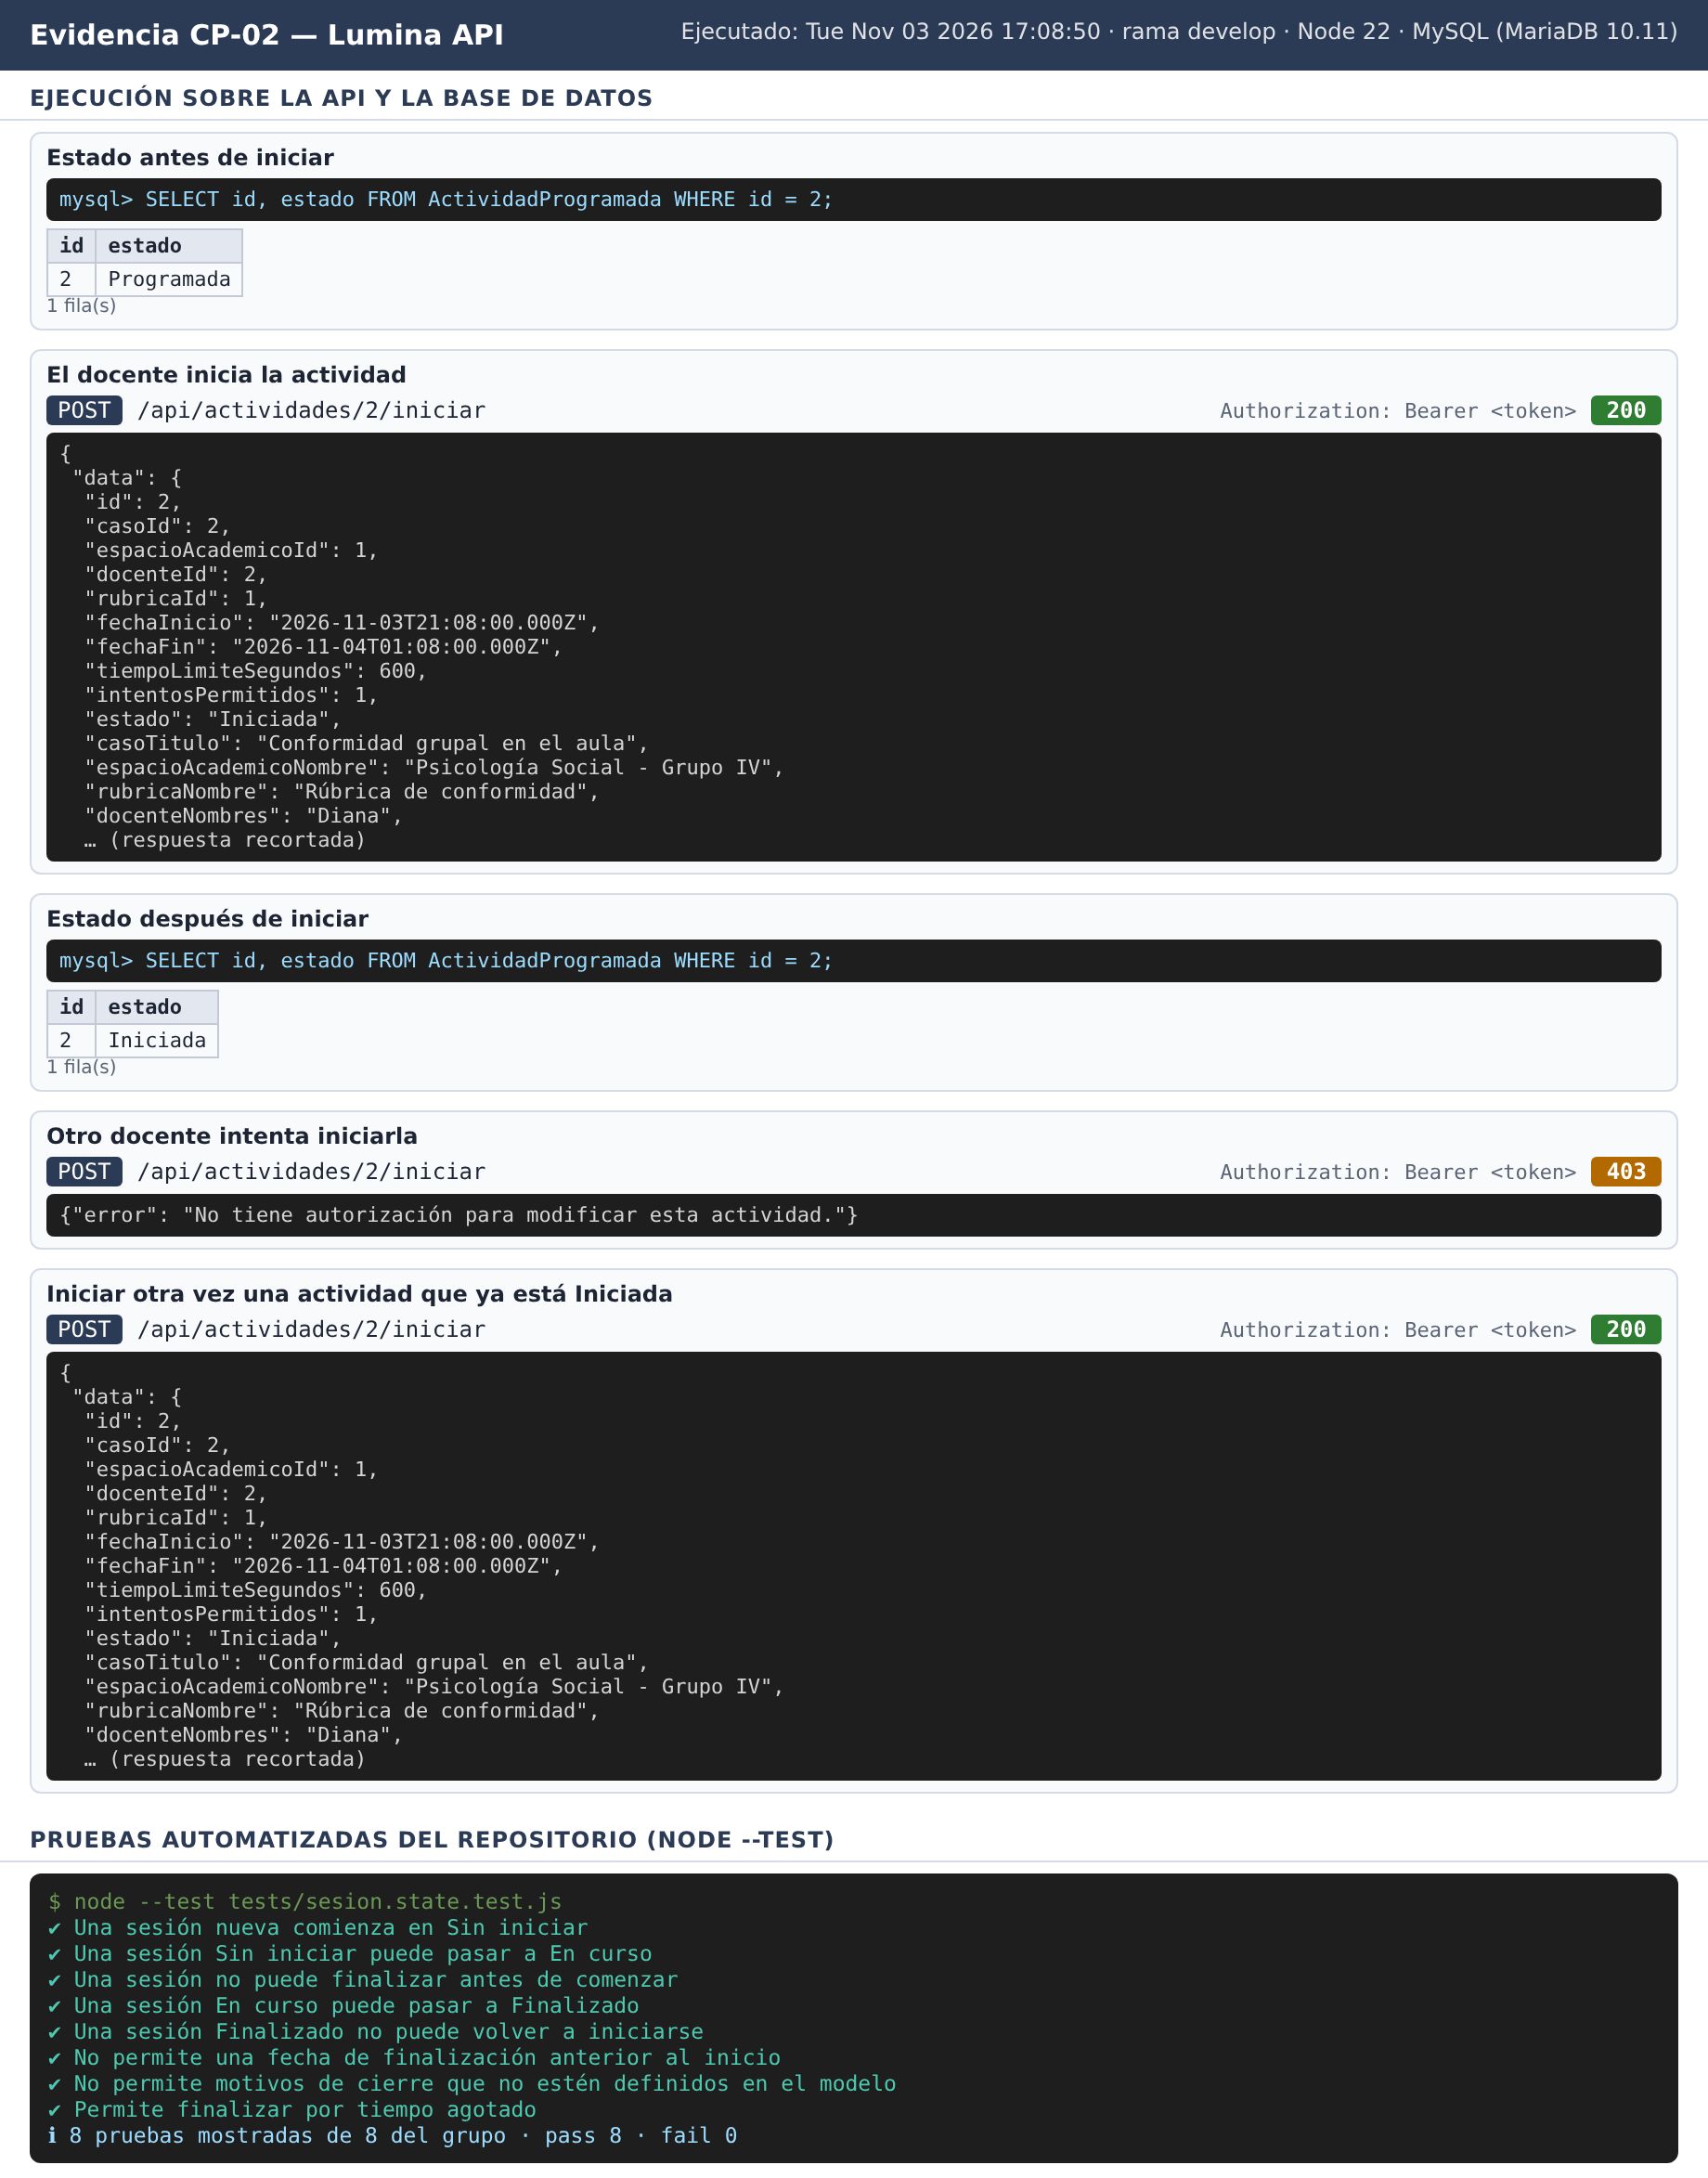 Evidencia CP-02 — Lumina API
Ejecutado: Tue Nov 03 2026 17:08:50 · rama develop · Node 22 · MySQL (MariaDB 10.11)
EJECUCIÓN SOBRE LA API Y LA BASE DE DATOS
Estado antes de iniciar
mysql> SELECT id, estado FROM ActividadProgramada WHERE id = 2;
id estado
2 Programada
1 fila(s)
El docente inicia la actividad
POST /api/actividades/2/iniciar Authorization: Bearer <token> 200
{
"data": {
"id": 2,
"casoId": 2,
"espacioAcademicoId": 1,
"docenteId": 2,
"rubricaId": 1,
"fechaInicio": "2026-11-03T21:08:00.000Z",
"fechaFin": "2026-11-04T01:08:00.000Z",
"tiempoLimiteSegundos": 600,
"intentosPermitidos": 1,
"estado": "Iniciada",
"casoTitulo": "Conformidad grupal en el aula",
"espacioAcademicoNombre": "Psicología Social - Grupo IV",
"rubricaNombre": "Rúbrica de conformidad",
"docenteNombres": "Diana",
… (respuesta recortada)
Estado después de iniciar
mysql> SELECT id, estado FROM ActividadProgramada WHERE id = 2;
id estado
2 Iniciada
1 fila(s)
Otro docente intenta iniciarla
POST /api/actividades/2/iniciar Authorization: Bearer <token> 403
{"error": "No tiene autorización para modificar esta actividad."}
Iniciar otra vez una actividad que ya está Iniciada
POST /api/actividades/2/iniciar Authorization: Bearer <token> 200
{
"data": {
"id": 2,
"casoId": 2,
"espacioAcademicoId": 1,
"docenteId": 2,
"rubricaId": 1,
"fechaInicio": "2026-11-03T21:08:00.000Z",
"fechaFin": "2026-11-04T01:08:00.000Z",
"tiempoLimiteSegundos": 600,
"intentosPermitidos": 1,
"estado": "Iniciada",
"casoTitulo": "Conformidad grupal en el aula",
"espacioAcademicoNombre": "Psicología Social - Grupo IV",
"rubricaNombre": "Rúbrica de conformidad",
"docenteNombres": "Diana",
… (respuesta recortada)
PRUEBAS AUTOMATIZADAS DEL REPOSITORIO (NODE --TEST)
$ node --test tests/sesion.state.test.js
✔ Una sesión nueva comienza en Sin iniciar
✔ Una sesión Sin iniciar puede pasar a En curso
✔ Una sesión no puede finalizar antes de comenzar
✔ Una sesión En curso puede pasar a Finalizado
✔ Una sesión Finalizado no puede volver a iniciarse
✔ No permite una fecha de finalización anterior al inicio
✔ No permite motivos de cierre que no estén definidos en el modelo
✔ Permite finalizar por tiempo agotado
ℹ 8 pruebas mostradas de 8 del grupo · pass 8 · fail 0